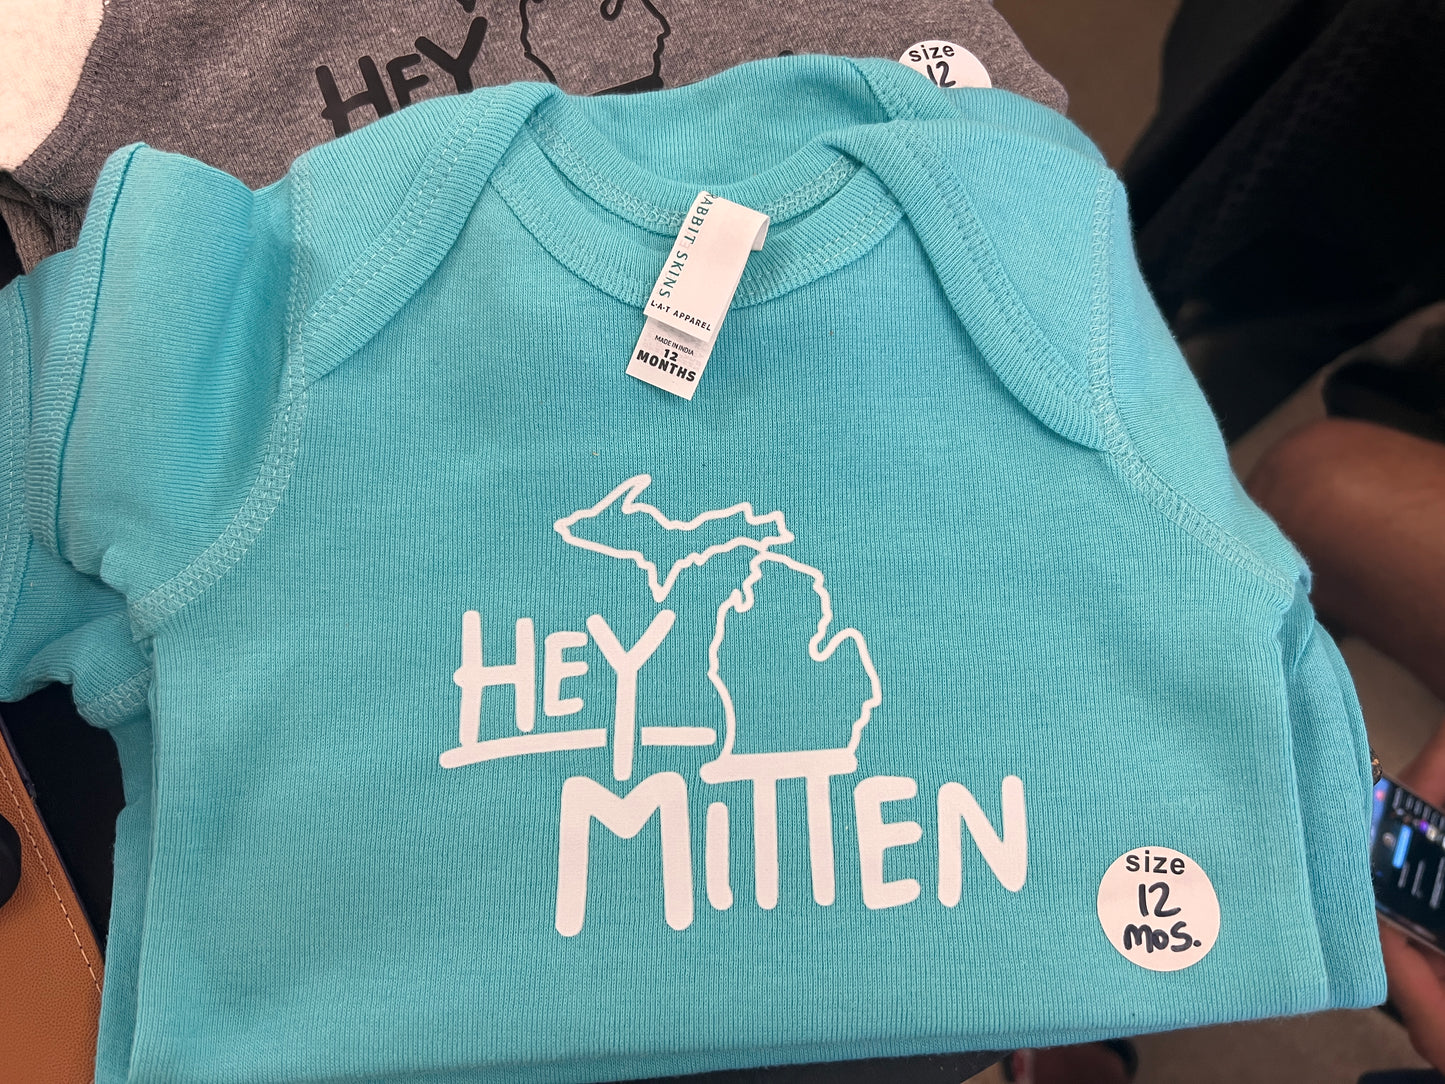 HEY
size
12
ABBIT SKINS
L·A·T APPAREL
MADE IN INDIA
12
MONTHS
HEY
MITTEN
size
12
MOS.